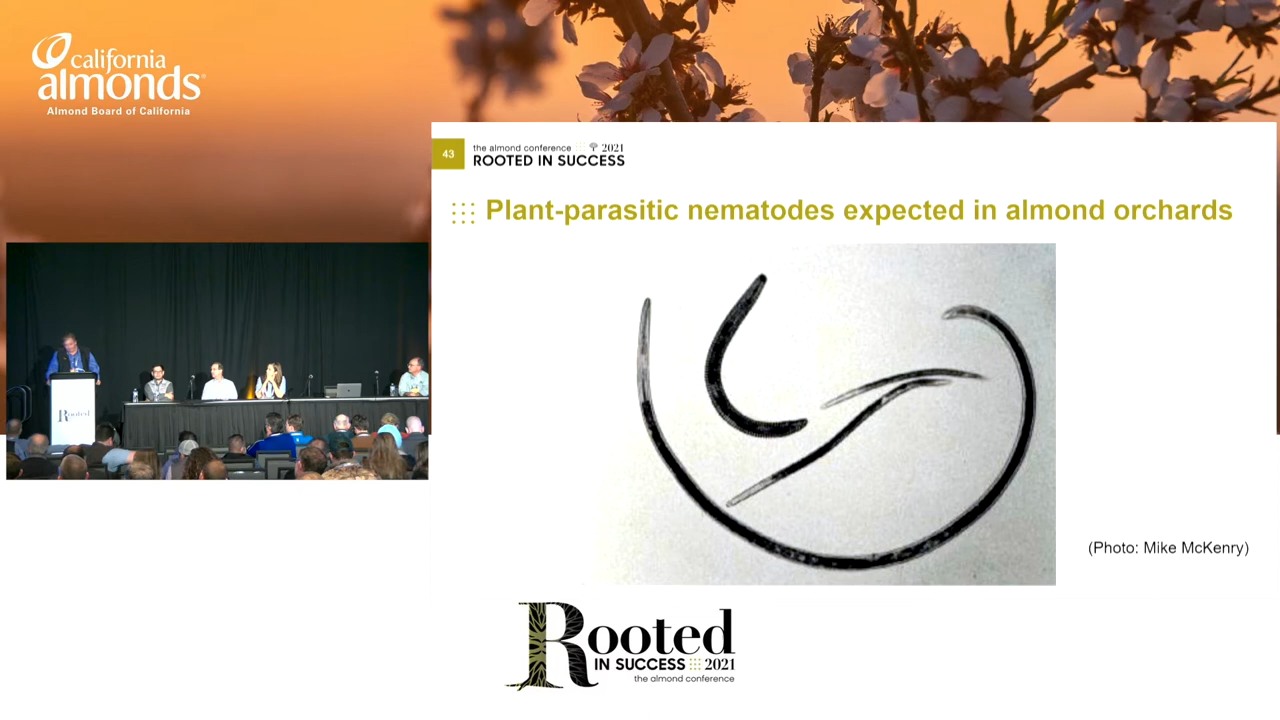 california
almonds
Almond Board of California
43
the almond conference 2021
ROOTED IN SUCCESS
Plant-parasitic nematodes expected in almond orchards
Rooted
(Photo: Mike McKenry)
Rooted
IN SUCCESS 2021
the almond conference